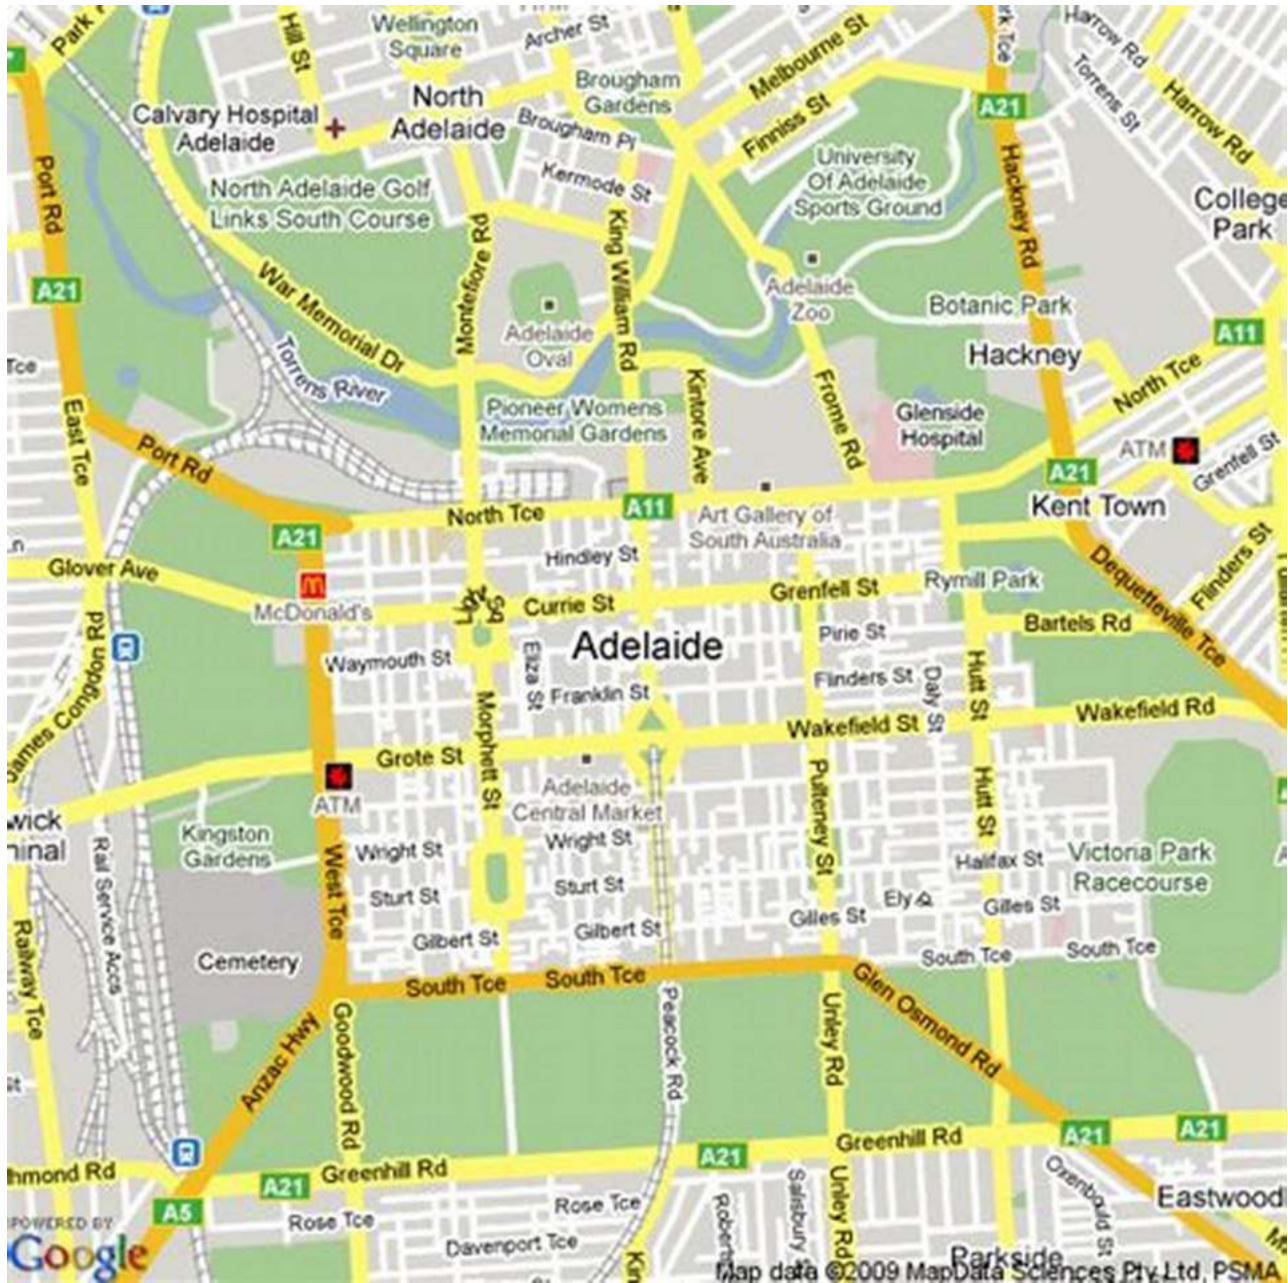 Park
Hill St
Wellington
Square
Archer St
Melbourne St
rk Tce
Harrow Rd
Torrens St
Harrow Rd
Calvary Hospital
Adelaide
North
Adelaide
Brougham
Gardens
Brougham Pl
Finniss St
A21
Port Rd
North Adelaide Golf
Links South Course
Kermode St
University
Of Adelaide
Sports Ground
Hackney Rd
College
Park
A21
War Memorial Dr
Montefiore Rd
King William Rd
Adelaide
Oval
Adelaide
Zoo
Botanic Park
A11
Hackney
Tce
Torrens River
East Tce
Pioneer Womens
Memorial Gardens
Kintore Ave
Frome Rd
Glenside
Hospital
North Tce
Port Rd
ATM
Grenfell St
A21
A11
North Tce
Art Gallery of
South Australia
Kent Town
A21
n
Glover Ave
Hindley St
McDonald's
Light Sq
Currie St
Grenfell St
Rymill Park
Dequetteville Tce
Flinders St
James Congdon Rd
Adelaide
Pirie St
Bartels Rd
Waymouth St
Eliza St
Franklin St
Flinders St
Daly St
Hutt St
Morphett St
Wakefield St
Wakefield Rd
Grote St
ATM
Adelaide
Central Market
Pulteney St
Hutt St
wick
ninal
Kingston
Gardens
Rail Service Accs
West Tce
Wright St
Wright St
Halifax St
Victoria Park
Racecourse
Sturt St
Sturt St
Ely
Gilles St
Gilles St
Railway Tce
Cemetery
Gilbert St
Gilbert St
South Tce
South Tce
South Tce
South Tce
Anzac Hwy
Goodwood Rd
Peacock Rd
Unley Rd
Glen Osmond Rd
st
Greenhill Rd
A21
A21
A21
hmond Rd
Greenhill Rd
A21
A5
Rose Tce
Rose Tce
Davenport Tce
Salisbury
Unley Rd
Oxenbould St
Eastwood
Parkside
POWERED BY
Google
Map data ©2009 MapData Sciences Pty Ltd, PSMA